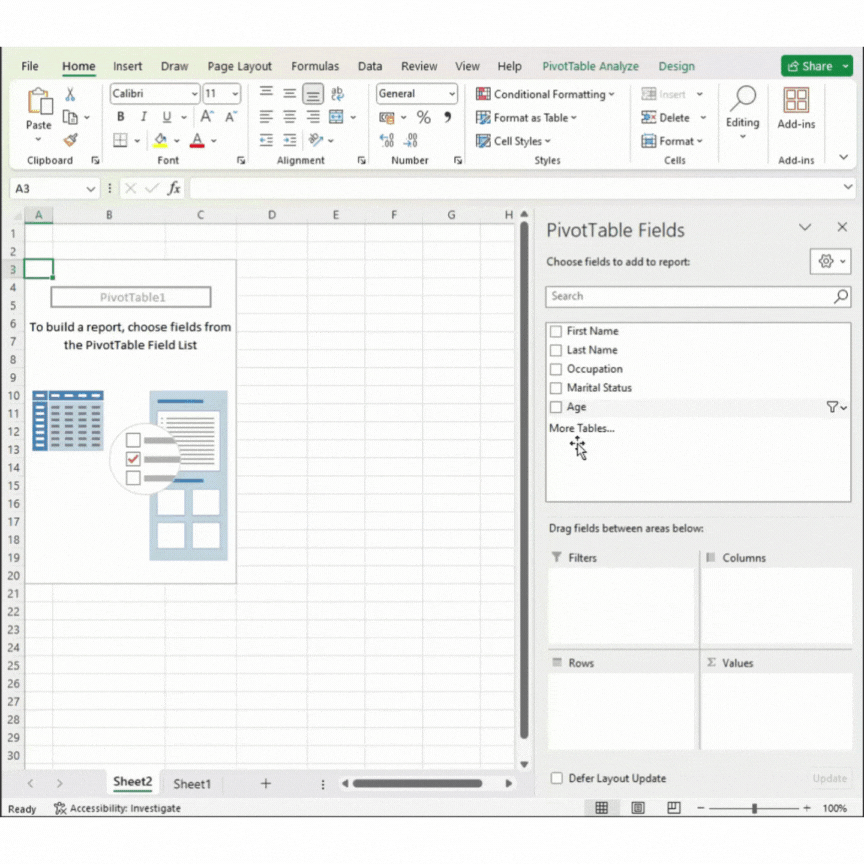 File Home Insert Draw Page Layout Formulas Data Review View Help PivotTable Analyze Design Share
Calibri 11 General Conditional Formatting Insert
Paste B I U A A % Format as Table Delete Editing Add-ins
A Cell Styles Format
Clipboard Font Alignment Number Styles Cells Add-ins
A3 fx
A B C D E F G H
1
2
3
4
5
6
7
8
9
10
11
12
13
14
15
16
17
18
19
20
21
22
23
24
25
26
27
28
29
30
PivotTable1
To build a report, choose fields from
the PivotTable Field List
PivotTable Fields
Choose fields to add to report:
Search
First Name
Last Name
Occupation
Marital Status
Age
More Tables...
Drag fields between areas below:
Filters
Columns
Rows
Σ Values
Defer Layout Update Update
Sheet2 Sheet1
Ready Accessibility: Investigate 100%